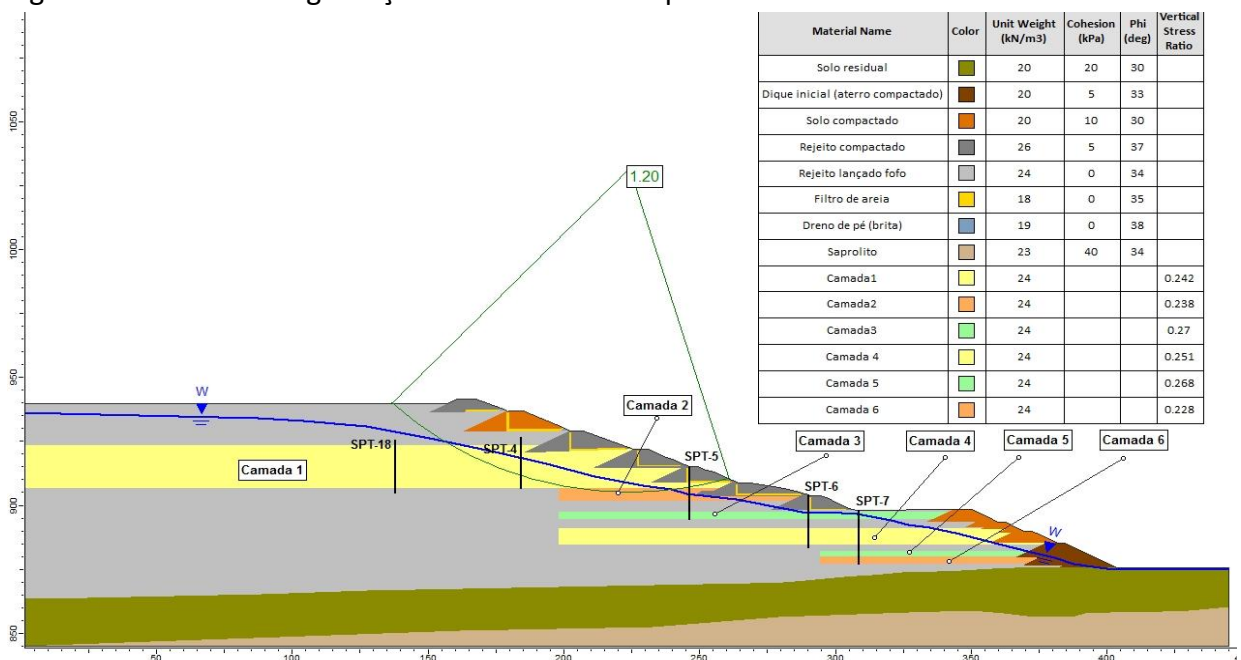 Material Name Color Unit Weight (kN/m3) Cohesion (kPa) Phi (deg) Vertical Stress Ratio
Solo residual 20 20 30
Dique inicial (aterro compactado) 20 5 33
Solo compactado 20 10 30
Rejeito compactado 26 5 37
Rejeito lançado fofo 24 0 34
Filtro de areia 18 0 35
Dreno de pé (brita) 19 0 38
Saprolito 23 40 34
Camada1 24 0.242
Camada2 24 0.238
Camada3 24 0.27
Camada 4 24 0.251
Camada 5 24 0.268
Camada 6 24 0.228
1050
1000
950
850
1.20
W
Camada 2
Camada 3
Camada 4
Camada 5
Camada 6
SPT-18
SPT-4
SPT-5
SPT-6
SPT-7
Camada 1
W
50 100 150 200 250 300 350 400